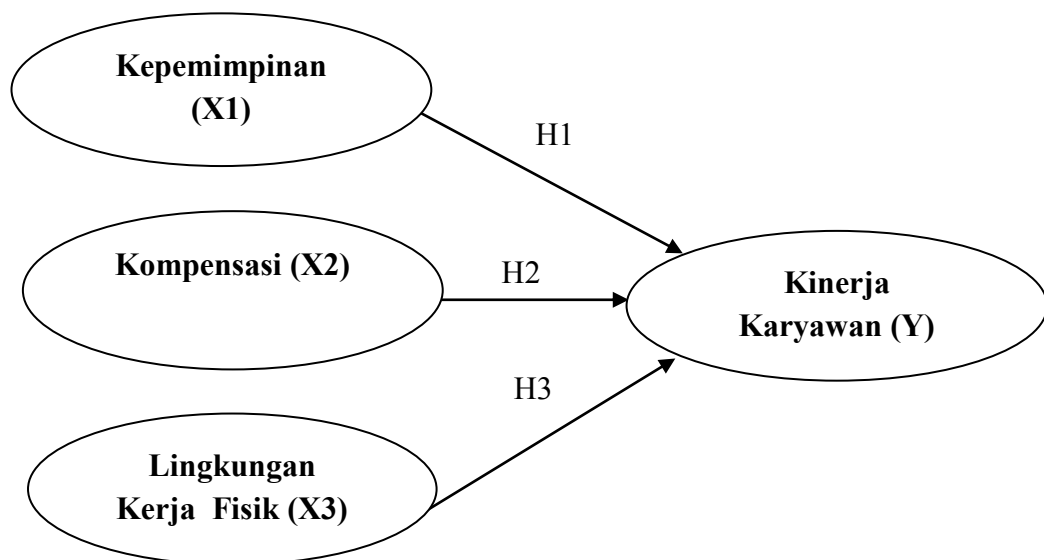 Kepemimpinan
(X1)
H1
Kompensasi (X2)
H2
Kinerja
Karyawan (Y)
H3
Lingkungan
Kerja  Fisik (X3)